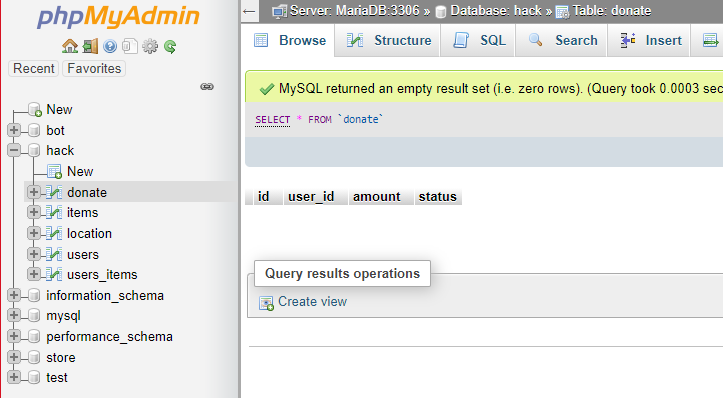 phpMyAdmin
Recent Favorites
New
bot
hack
New
donate
items
location
users
users_items
information_schema
mysql
performance_schema
store
test
← Server: MariaDB:3306 » Database: hack » Table: donate
Browse Structure SQL Search Insert
MySQL returned an empty result set (i.e. zero rows). (Query took 0.0003 sec
SELECT * FROM `donate`
id user_id amount status
Query results operations
Create view